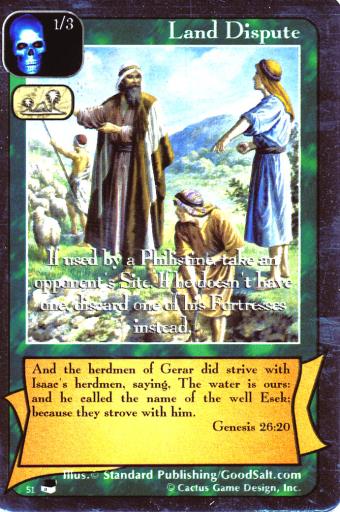 1/3
Land Dispute
If used by a Philistine, take an
opponent's Site. If he doesn't have
one, discard one of his Fortresses
instead.
And the herdmen of Gerar did strive with
Isaac's herdmen, saying, The water is ours:
and he called the name of the well Esek;
because they strove with him.
Genesis 26:20
Illus.© Standard Publishing/GoodSalt.com
51
© Cactus Game Design, Inc.